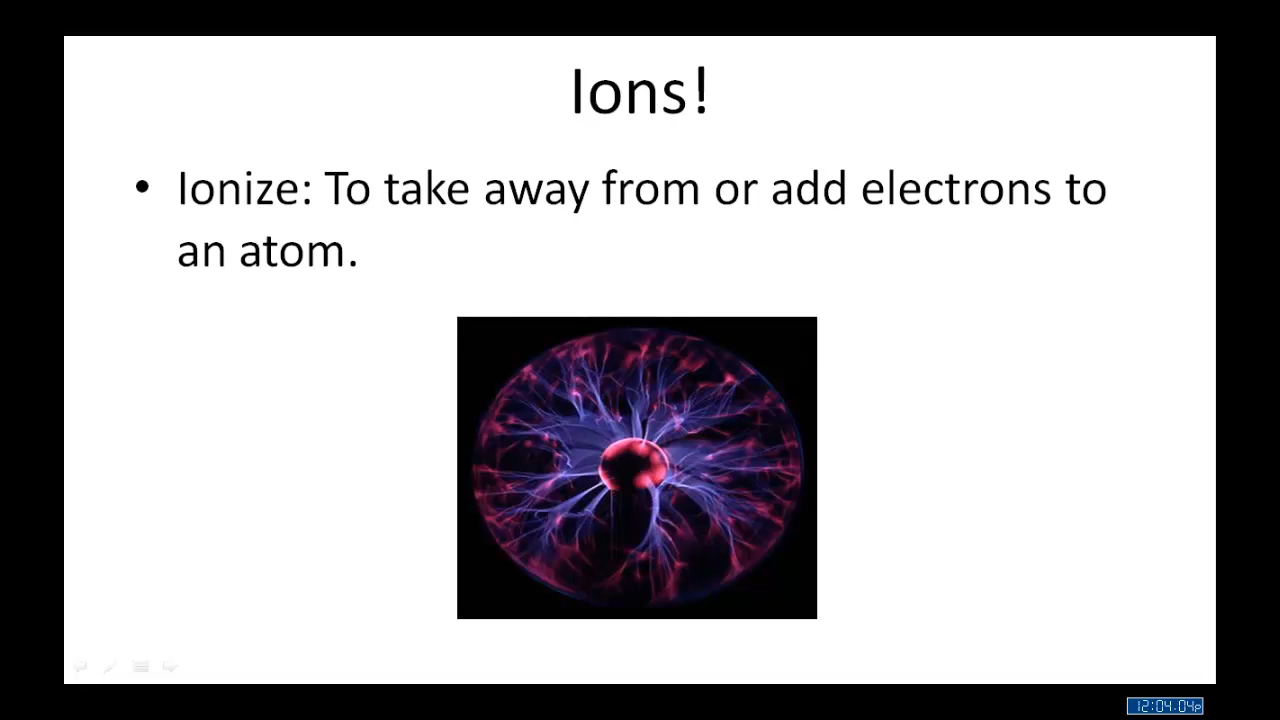 Ions!
• Ionize: To take away from or add electrons to
an atom.
12:04.04p